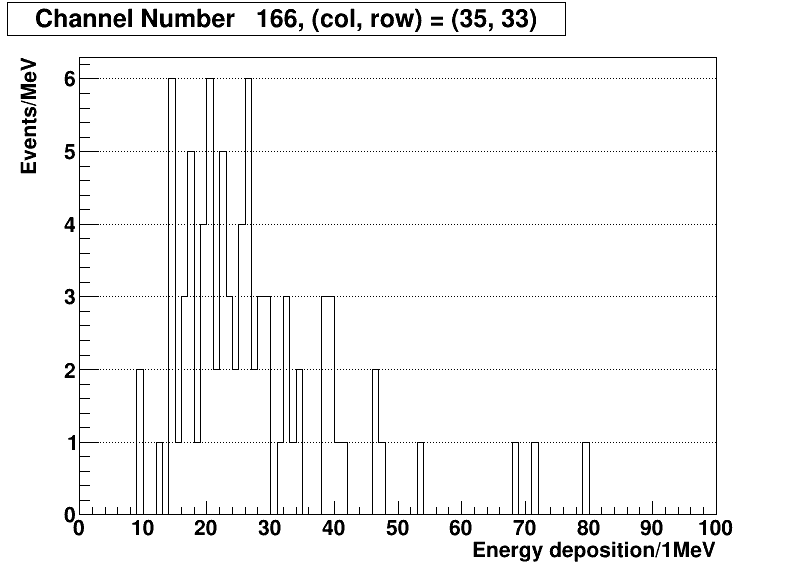 Channel Number   166, (col, row) = (35, 33)
Events/MeV
6
5
4
3
2
1
0
0 10 20 30 40 50 60 70 80 90 100
Energy deposition/1MeV